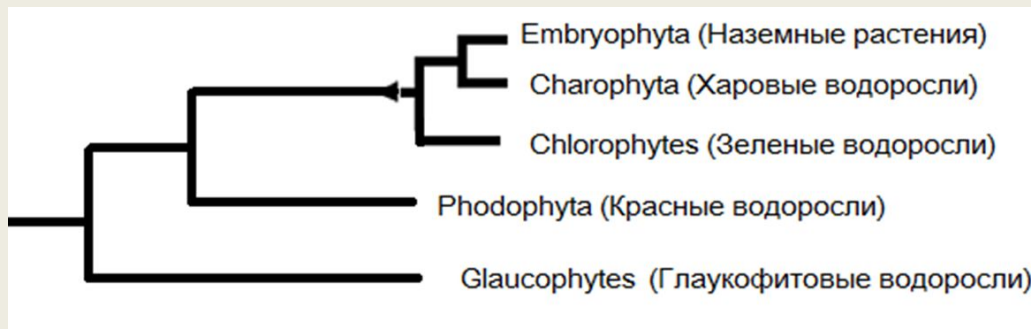 Embryophyta (Наземные растения)
Charophyta (Харовые водоросли)
Chlorophytes (Зеленые водоросли)
Phodophyta (Красные водоросли)
Glaucophytes (Глаукофитовые водоросли)